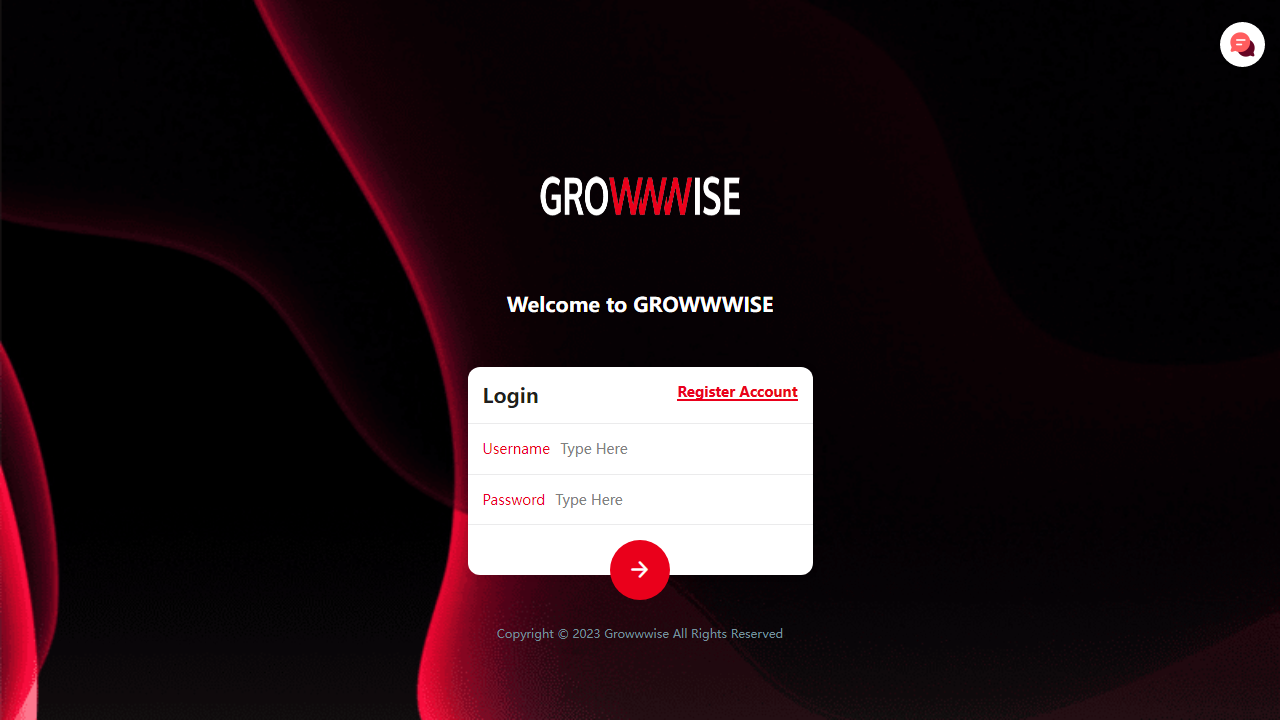 GROWWWISE
Welcome to GROWWWISE
Login
Register Account
Username Type Here
Password Type Here
Copyright © 2023 Growwwise All Rights Reserved